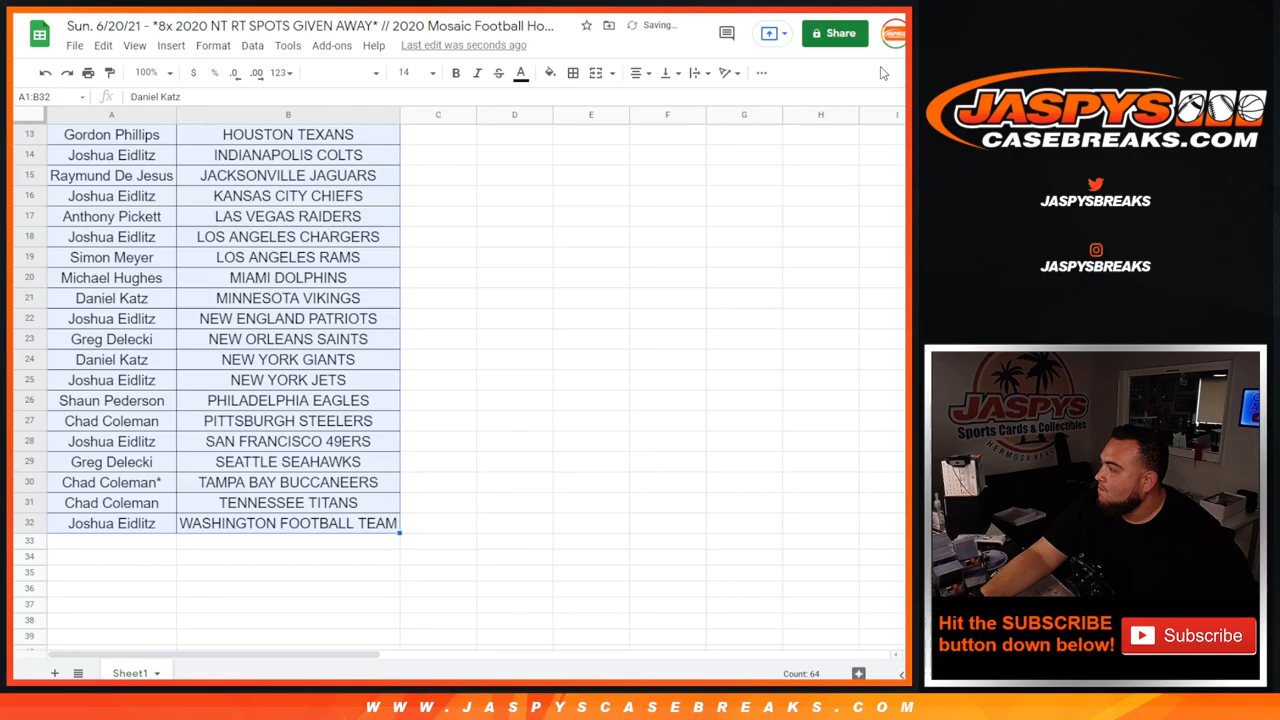 Sun. 6/20/21 - *8x 2020 NT RT SPOTS GIVEN AWAY* // 2020 Mosaic Football Ho...
Saving...
Share
File Edit View Insert Format Data Tools Add-ons Help Last edit was seconds ago
100% $ % .0 .00 123 14 B I S A
A1:B32 fx Daniel Katz
A B C D E F G H I
13 Gordon Phillips HOUSTON TEXANS
14 Joshua Eidlitz INDIANAPOLIS COLTS
15 Raymund De Jesus JACKSONVILLE JAGUARS
16 Joshua Eidlitz KANSAS CITY CHIEFS
17 Anthony Pickett LAS VEGAS RAIDERS
18 Joshua Eidlitz LOS ANGELES CHARGERS
19 Simon Meyer LOS ANGELES RAMS
20 Michael Hughes MIAMI DOLPHINS
21 Daniel Katz MINNESOTA VIKINGS
22 Joshua Eidlitz NEW ENGLAND PATRIOTS
23 Greg Delecki NEW ORLEANS SAINTS
24 Daniel Katz NEW YORK GIANTS
25 Joshua Eidlitz NEW YORK JETS
26 Shaun Pederson PHILADELPHIA EAGLES
27 Chad Coleman PITTSBURGH STEELERS
28 Joshua Eidlitz SAN FRANCISCO 49ERS
29 Greg Delecki SEATTLE SEAHAWKS
30 Chad Coleman* TAMPA BAY BUCCANEERS
31 Chad Coleman TENNESSEE TITANS
32 Joshua Eidlitz WASHINGTON FOOTBALL TEAM
33
34
35
36
37
38
39
Sheet1
Count: 64
JASPYS
CASEBREAKS.COM
JASPYSBREAKS
JASPYSBREAKS
JASPYS
Sports Cards & Collectibles
HERMOSA BEACH
Hit the SUBSCRIBE
button down below!
Subscribe
WWW.JASPYSCASEBREAKS.COM